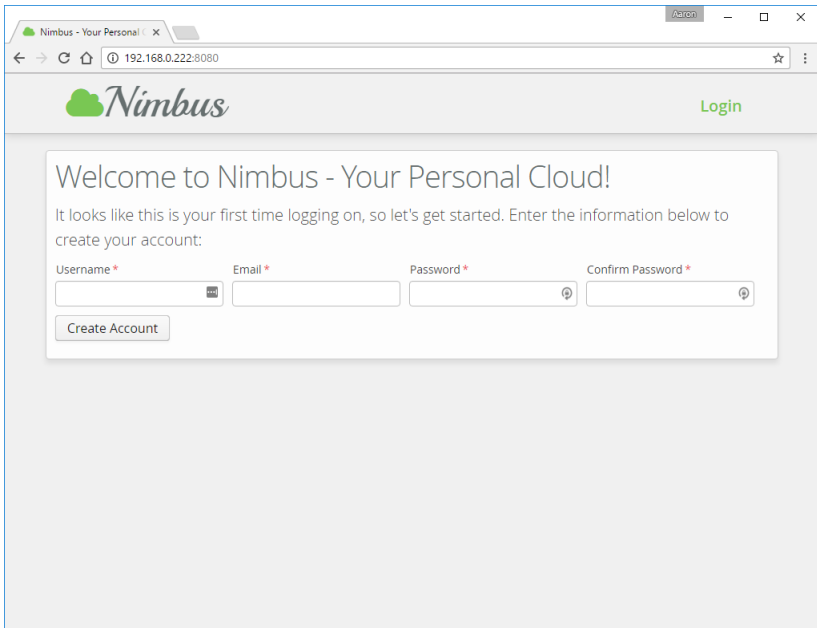 Aaron
Nimbus - Your Personal C
192.168.0.222:8080
Nimbus
Login
Welcome to Nimbus - Your Personal Cloud!
It looks like this is your first time logging on, so let's get started. Enter the information below to
create your account:
Username * Email * Password * Confirm Password *
Create Account